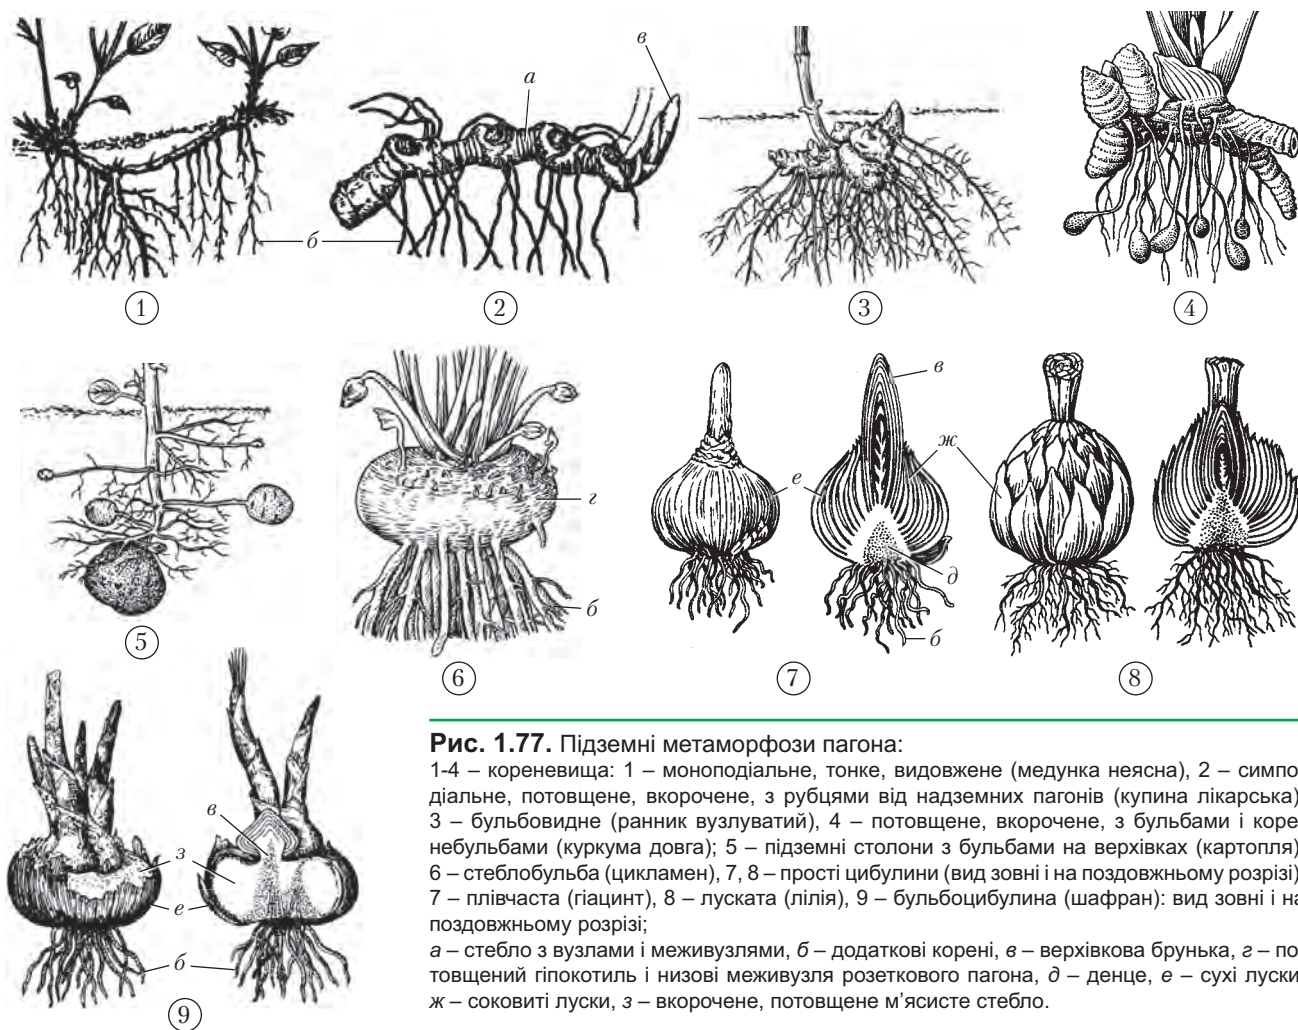 в
а
б
1
2
3
4
в
ж
е
г
д
б
б
5
6
7
8
в
з
е
б
9
Рис. 1.77. Підземні метаморфози пагона:
1-4 – кореневища: 1 – моноподіальне, тонке, видовжене (медунка неясна), 2 – симпо
діальне, потовщене, вкорочене, з рубцями від надземних пагонів (купина лікарська)
3 – бульбовидне (ранник вузлуватий), 4 – потовщене, вкорочене, з бульбами і коре
небульбами (куркума довга); 5 – підземні столони з бульбами на верхівках (картопля)
6 – стеблобульба (цикламен), 7, 8 – прості цибулини (вид зовні і на поздовжньому розрізі)
7 – плівчаста (гіацинт), 8 – луската (лілія), 9 – бульбоцибулина (шафран): вид зовні і на
поздовжньому розрізі;
а – стебло з вузлами і меживузлями, б – додаткові корені, в – верхівкова брунька, г – по
товщений гіпокотиль і низові меживузля розеткового пагона, д – денце, е – сухі луски
ж – соковиті луски, з – вкорочене, потовщене м’ясисте стебло.